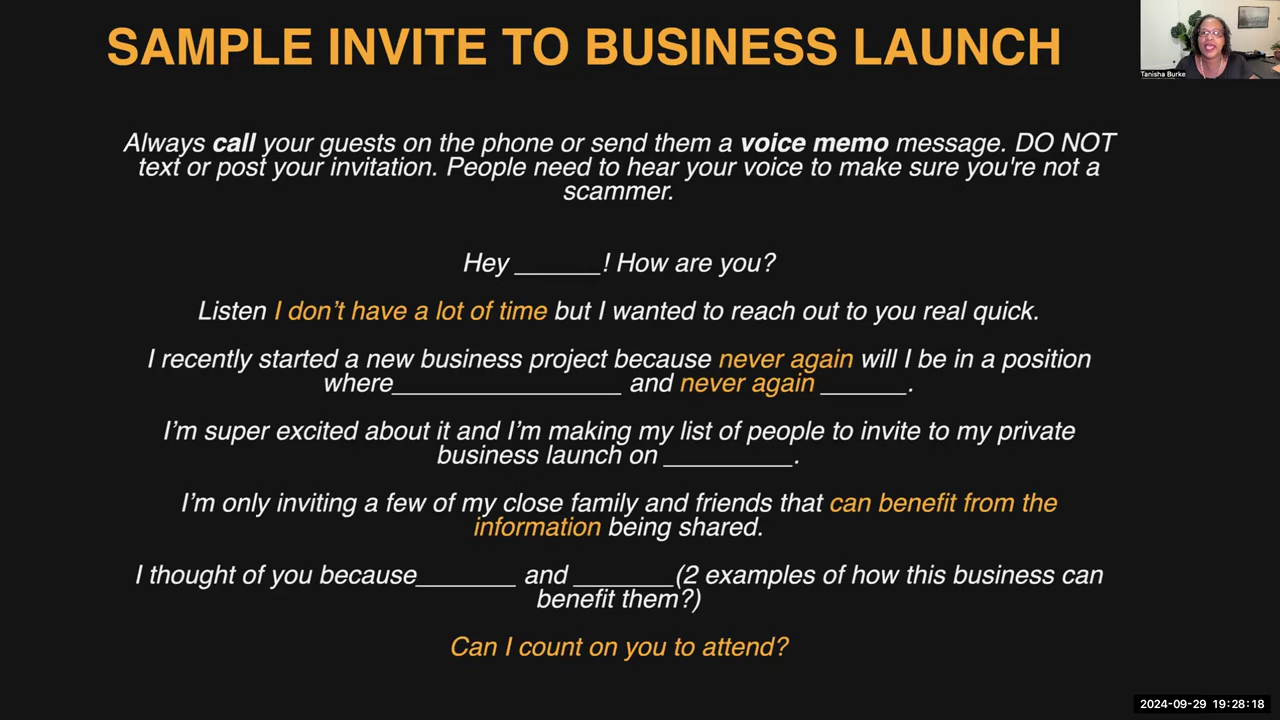 SAMPLE INVITE TO BUSINESS LAUNCH
Tanisha Burke
Always call your guests on the phone or send them a voice memo message. DO NOT
text or post your invitation. People need to hear your voice to make sure you're not a
scammer.
Hey ______! How are you?
Listen I don’t have a lot of time but I wanted to reach out to you real quick.
I recently started a new business project because never again will I be in a position
where________________ and never again ______.
I’m super excited about it and I’m making my list of people to invite to my private
business launch on _________.
I’m only inviting a few of my close family and friends that can benefit from the
information being shared.
I thought of you because_______ and _______(2 examples of how this business can
benefit them?)
Can I count on you to attend?
2024-09-29 19:28:18